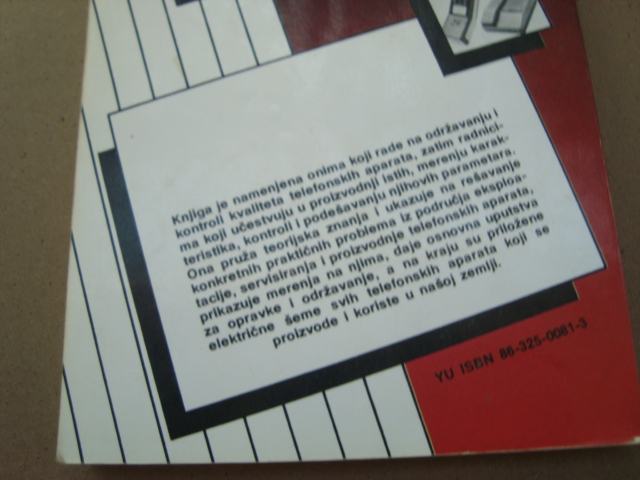 Knjiga je namenjena onima koji rade na održavanju i
kontroli kvaliteta telefonskih aparata, zatim radnici-
ma koji učestvuju u proizvodnji istih, merenju karak-
teristika, kontroli i podešavanju njihovih parametara.
Ona pruža teorijska znanja i ukazuje na rešavanje
konkretnih praktičnih problema iz područja eksploa-
tacije, servisiranja i proizvodnje telefonskih aparata,
prikazuje merenja na njima, daje osnovna uputstva
za opravke i održavanje, a na kraju su priložene
električne šeme svih telefonskih aparata koji se
proizvode i koriste u našoj zemlji.
YU ISBN 86-325-0081-3